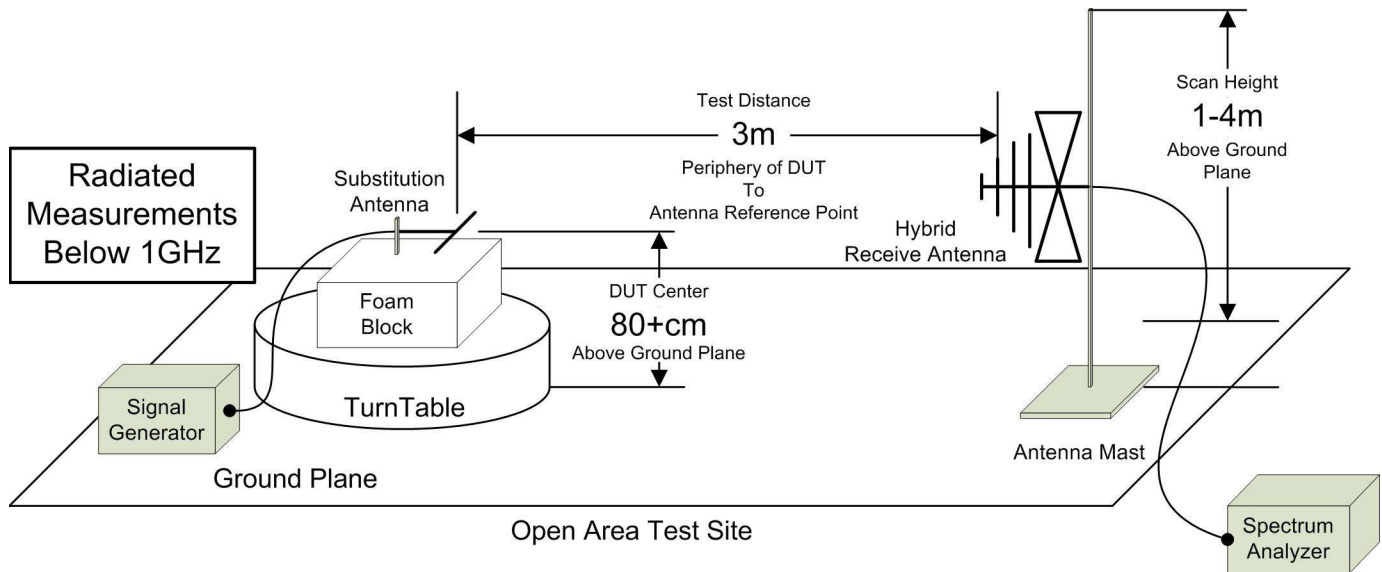 Radiated
Measurements
Below 1GHz
Substitution
Antenna
Test Distance
3m
Periphery of DUT
To
Antenna Reference Point
Scan Height
1-4m
Above Ground
Plane
Hybrid
Receive Antenna
Foam
Block
DUT Center
80+cm
Above Ground Plane
TurnTable
Signal
Generator
Antenna Mast
Ground Plane
Open Area Test Site
Spectrum
Analyzer